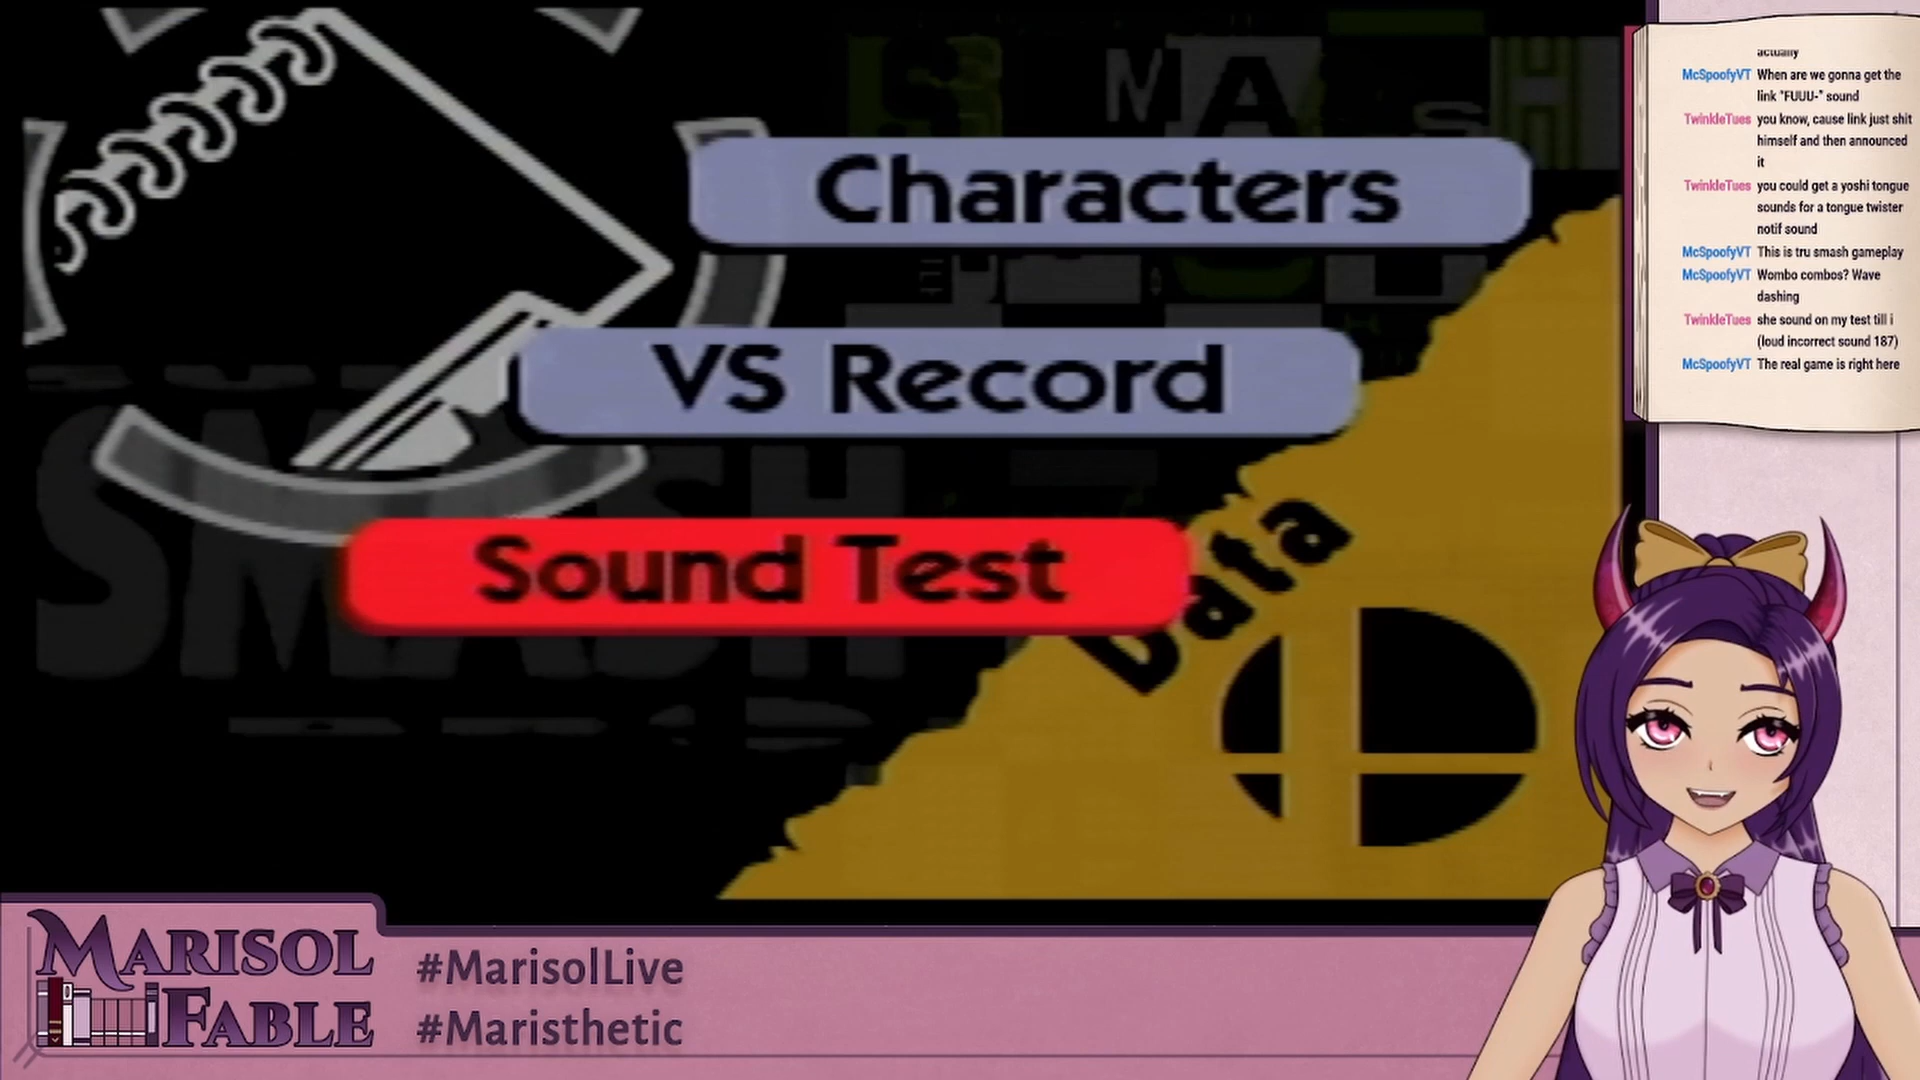 Characters
VS Record
Sound Test
Data
SMASH
SMASH
actually
McSpoofyVT When are we gonna get the
link "FUUU-" sound
TwinkleTues you know, cause link just shit
himself and then announced
it
TwinkleTues you could get a yoshi tongue
sounds for a tongue twister
notif sound
McSpoofyVT This is tru smash gameplay
McSpoofyVT Wombo combos? Wave
dashing
TwinkleTues she sound on my test till i
(loud incorrect sound 187)
McSpoofyVT The real game is right here
MARISOL
FABLE
#MarisolLive
#Maristhetic